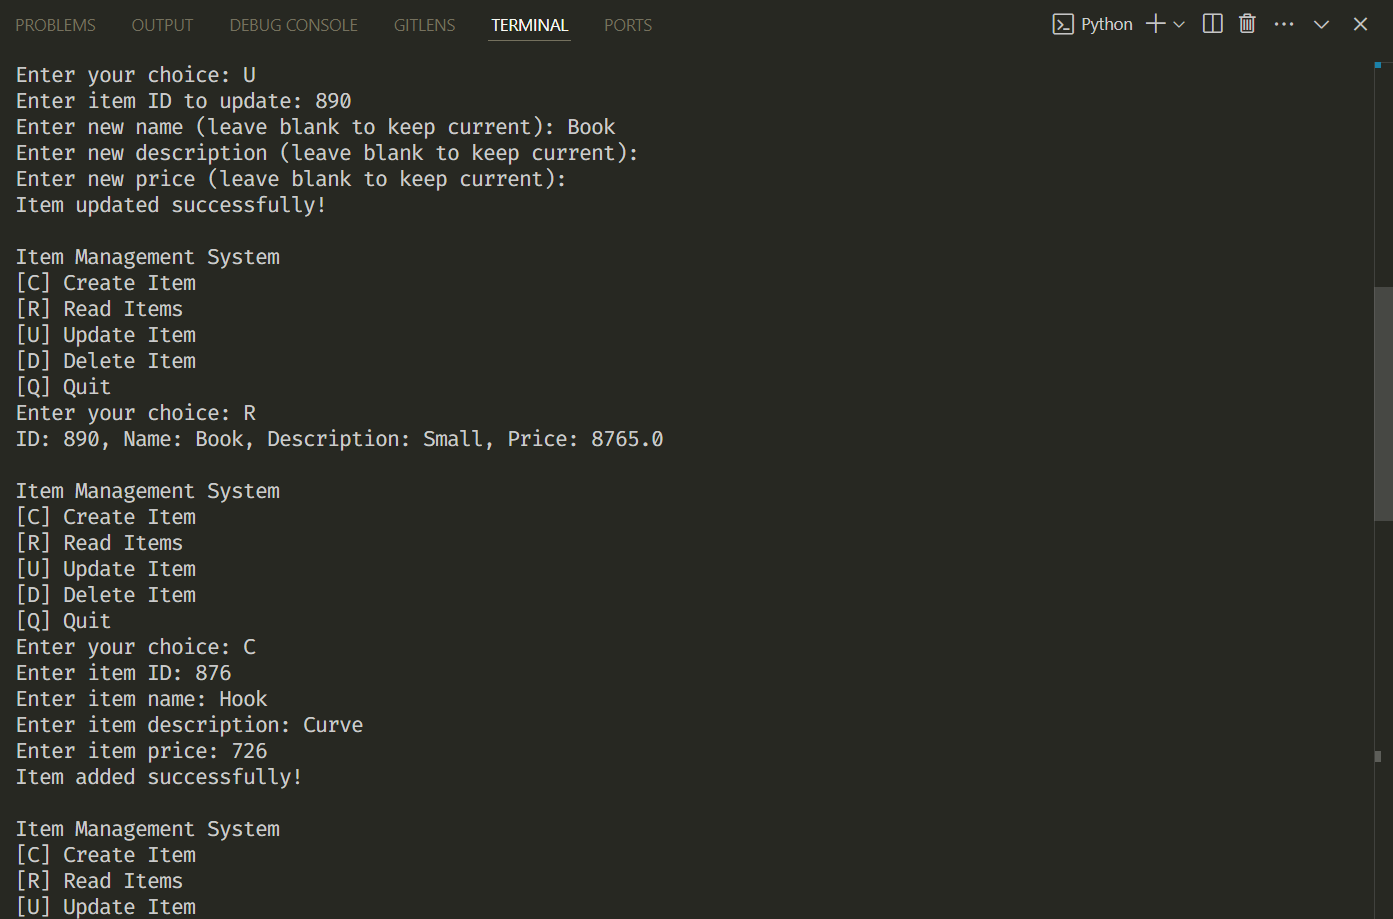 PROBLEMS OUTPUT DEBUG CONSOLE GITLENS TERMINAL PORTS Python
Enter your choice: U
Enter item ID to update: 890
Enter new name (leave blank to keep current): Book
Enter new description (leave blank to keep current):
Enter new price (leave blank to keep current):
Item updated successfully!
Item Management System
[C] Create Item
[R] Read Items
[U] Update Item
[D] Delete Item
[Q] Quit
Enter your choice: R
ID: 890, Name: Book, Description: Small, Price: 8765.0
Item Management System
[C] Create Item
[R] Read Items
[U] Update Item
[D] Delete Item
[Q] Quit
Enter your choice: C
Enter item ID: 876
Enter item name: Hook
Enter item description: Curve
Enter item price: 726
Item added successfully!
Item Management System
[C] Create Item
[R] Read Items
[U] Update Item